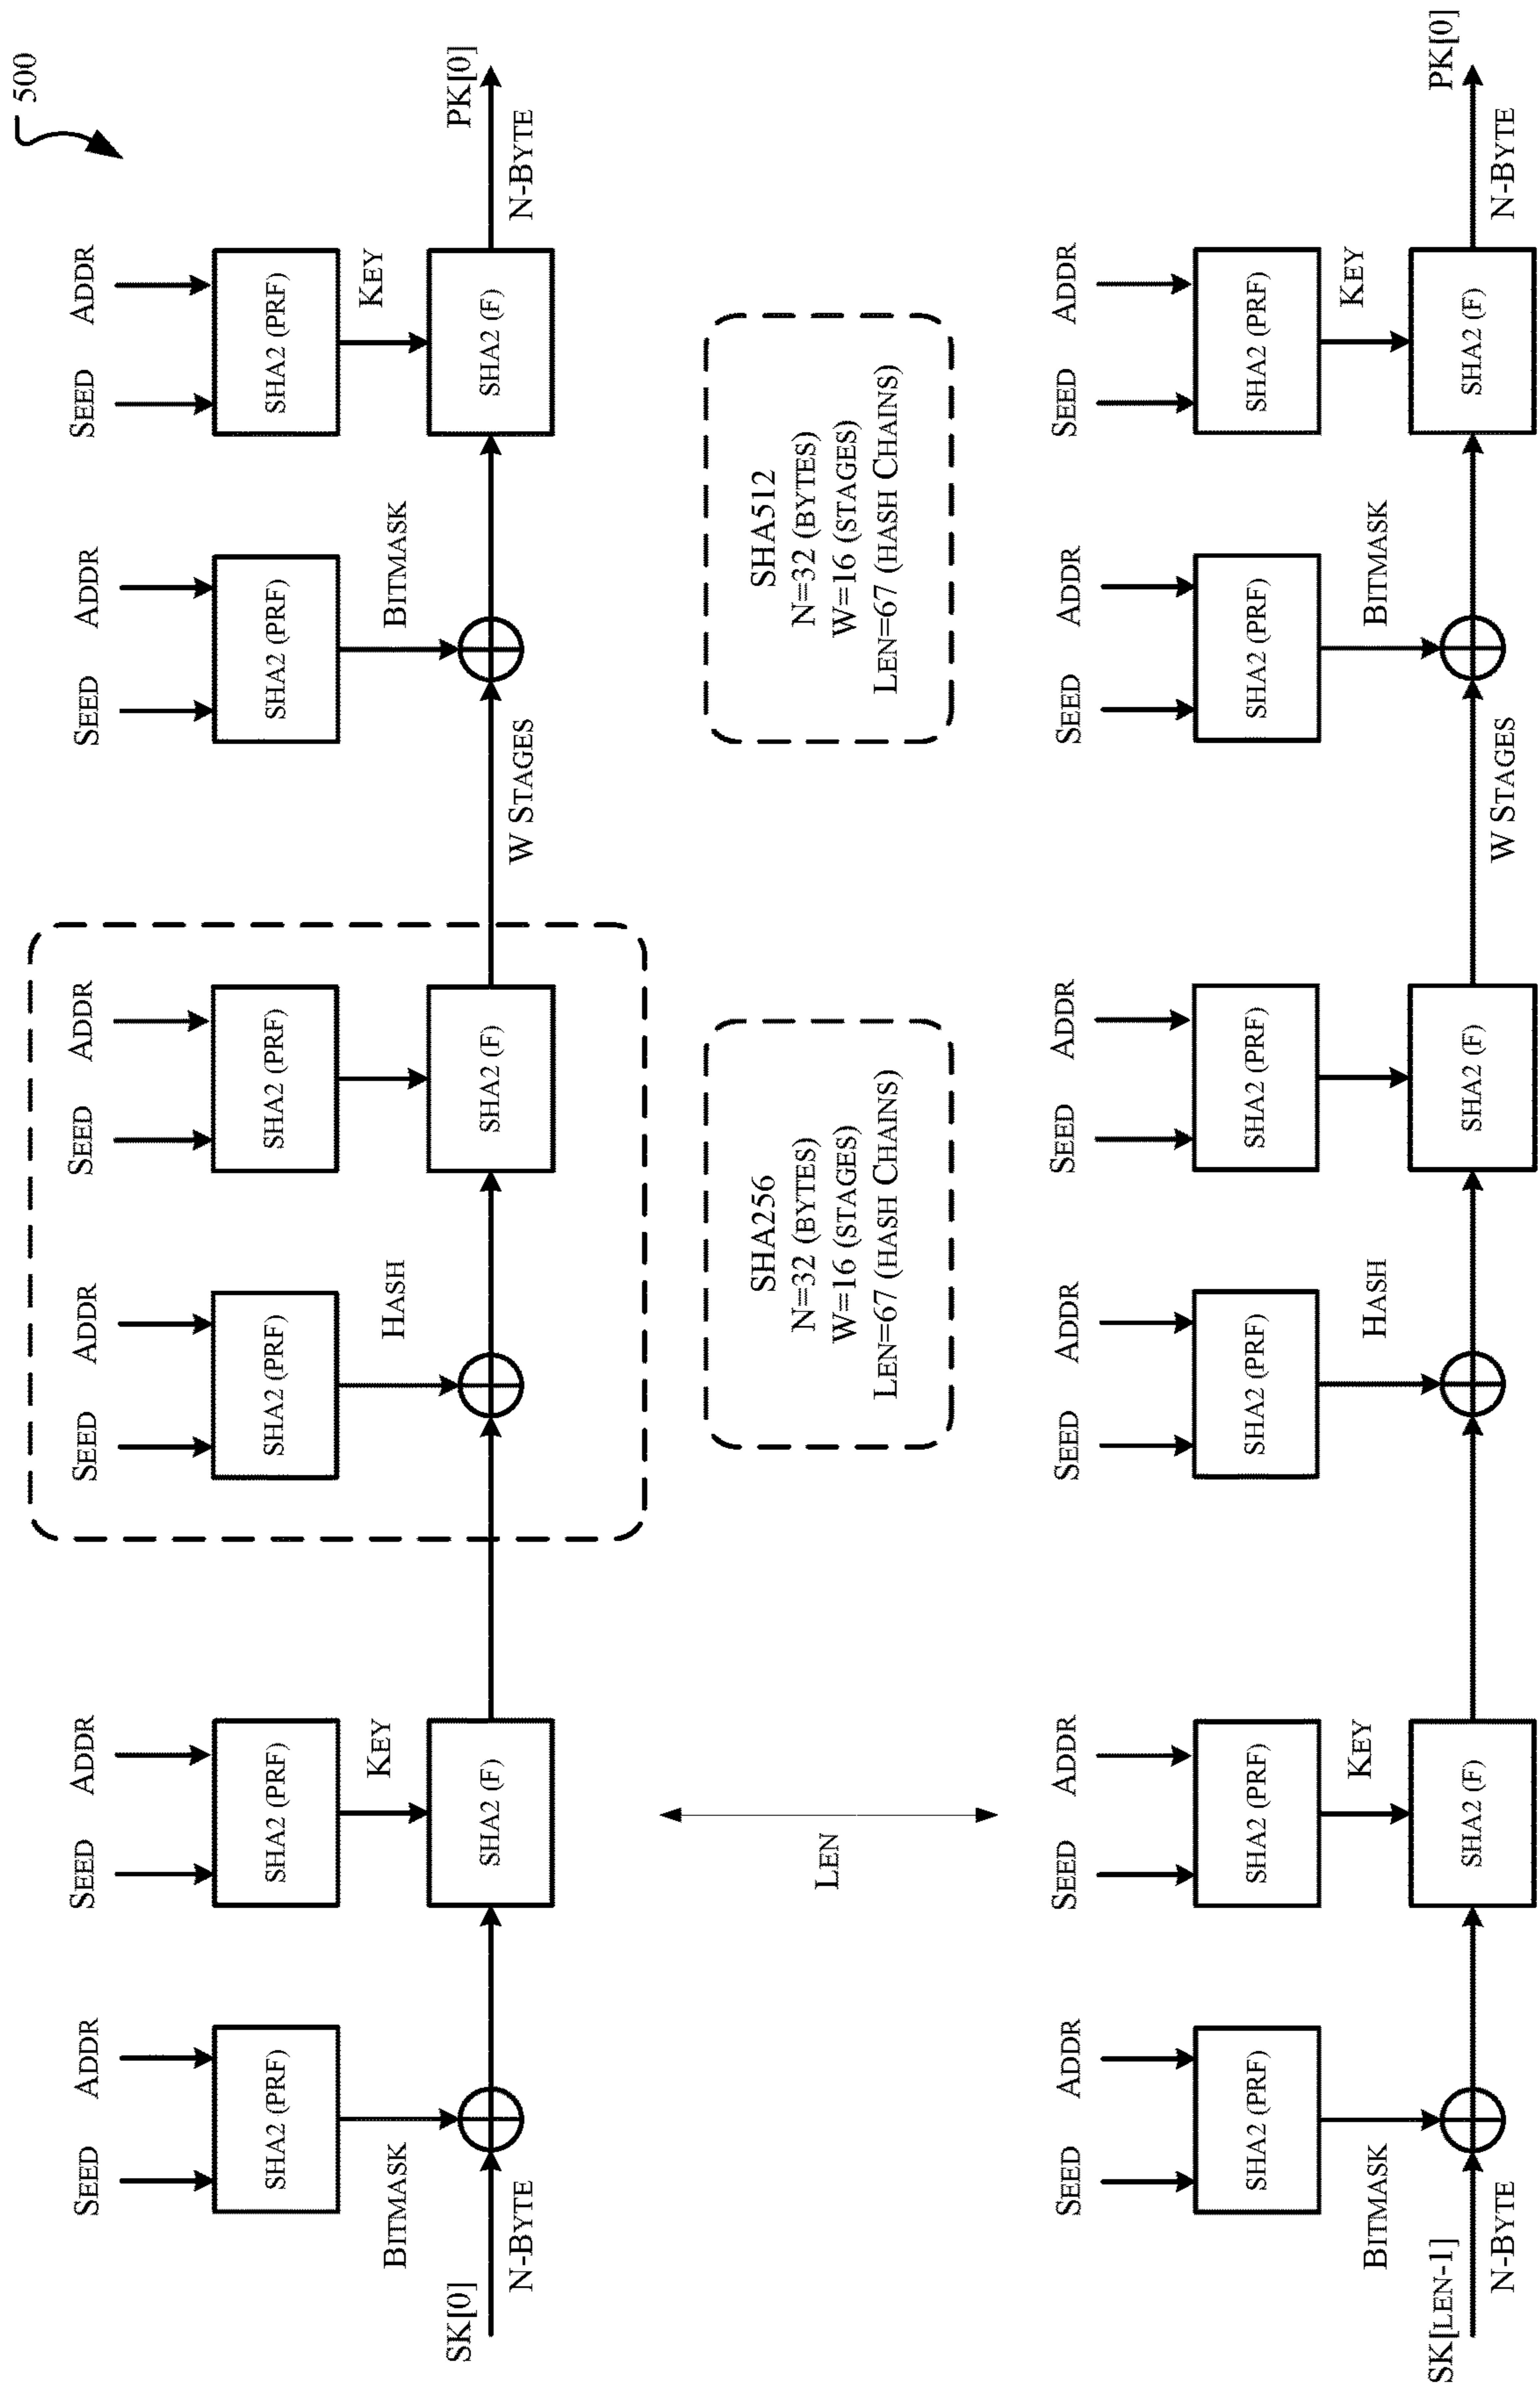 500
SEED
ADDR
SEED
ADDR
SEED
ADDR
SEED
ADDR
SEED
ADDR
SEED
ADDR
SHA2 (PRF)
SHA2 (PRF)
SHA2 (PRF)
SHA2 (PRF)
SHA2 (PRF)
SHA2 (PRF)
BITMASK
KEY
HASH
BITMASK
KEY
SK[0]
SHA2 (F)
SHA2 (F)
SHA2 (F)
PK[0]
N-BYTE
W STAGES
N-BYTE
LEN
SHA256
N=32 (BYTES)
W=16 (STAGES)
LEN=67 (HASH CHAINS)
SHA512
N=32 (BYTES)
W=16 (STAGES)
LEN=67 (HASH CHAINS)
SEED
ADDR
SEED
ADDR
SEED
ADDR
SEED
ADDR
SEED
ADDR
SEED
ADDR
SHA2 (PRF)
SHA2 (PRF)
SHA2 (PRF)
SHA2 (PRF)
SHA2 (PRF)
SHA2 (PRF)
BITMASK
KEY
HASH
BITMASK
KEY
SK[LEN-1]
SHA2 (F)
SHA2 (F)
SHA2 (F)
PK[0]
N-BYTE
W STAGES
N-BYTE